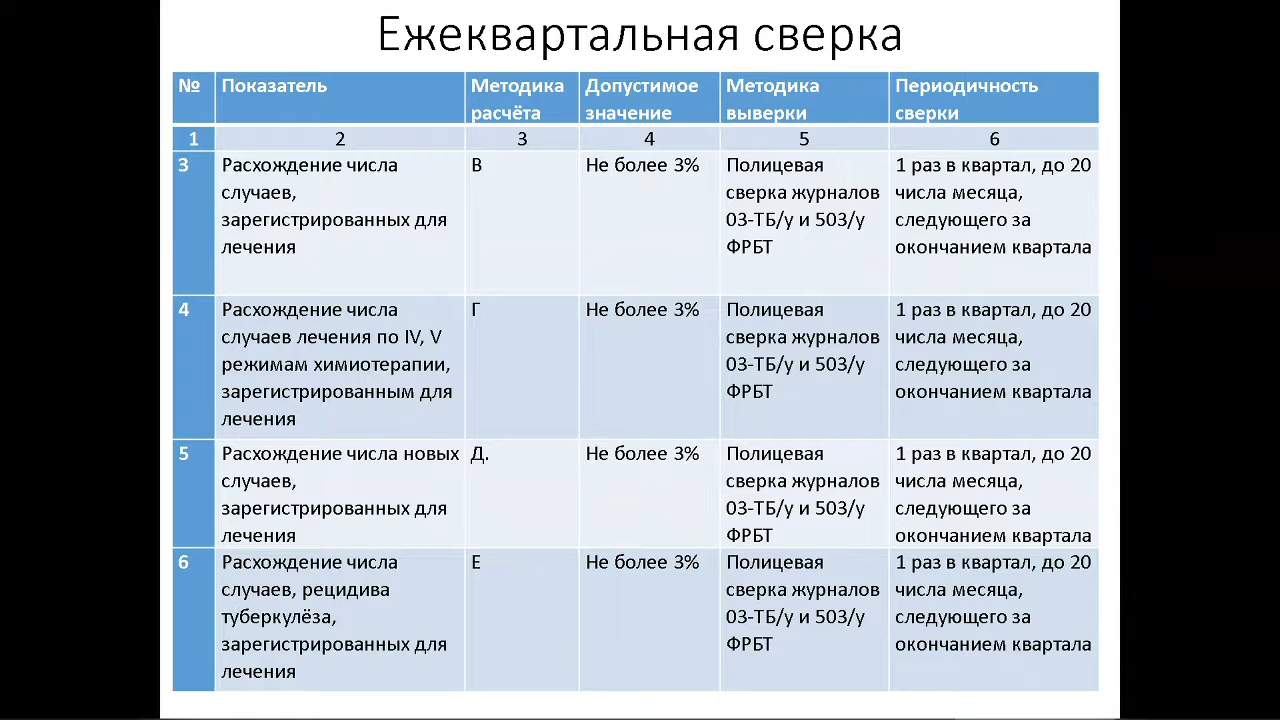 Ежеквартальная сверка
№ Показатель Методика расчёта Допустимое значение Методика выверки Периодичность сверки
1 2 3 4 5 6
3 Расхождение числа В Не более 3% Полицевая 1 раз в квартал, до 20
случаев, сверка журналов числа месяца,
зарегистрированных для 03-ТБ/у и 503/у следующего за
лечения ФРБТ окончанием квартала
4 Расхождение числа Г Не более 3% Полицевая 1 раз в квартал, до 20
случаев лечения по IV, V сверка журналов числа месяца,
режимам химиотерапии, 03-ТБ/у и 503/у следующего за
зарегистрированным для ФРБТ окончанием квартала
лечения
5 Расхождение числа новых Д. Не более 3% Полицевая 1 раз в квартал, до 20
случаев, сверка журналов числа месяца,
зарегистрированных для 03-ТБ/у и 503/у следующего за
лечения ФРБТ окончанием квартала
6 Расхождение числа Е Не более 3% Полицевая 1 раз в квартал, до 20
случаев, рецидива сверка журналов числа месяца,
туберкулёза, 03-ТБ/у и 503/у следующего за
зарегистрированных для ФРБТ окончанием квартала
лечения